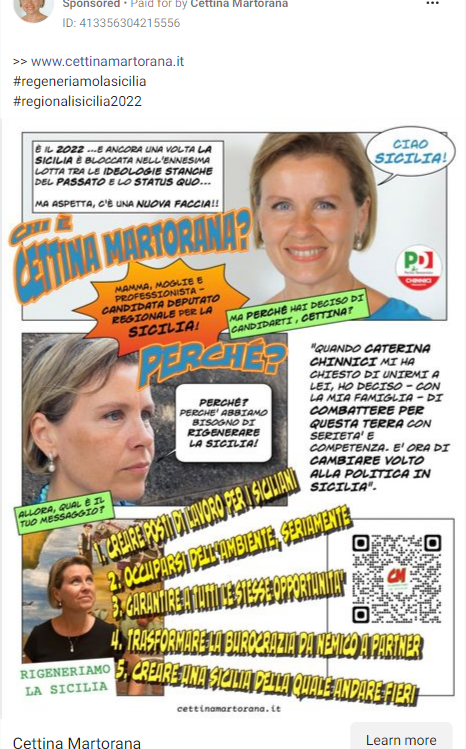 Sponsored • Paid for by Cettina Martorana
ID: 413356304215556
>> www.cettinamartorana.it
#regeneriamolasicilia
#regionalisicilia2022
È IL 2022 ...E ANCORA UNA VOLTA LA
SICILIA È BLOCCATA NELL'ENNESIMA
LOTTA TRA LE IDEOLOGIE STANCHE
DEL PASSATO E LO STATUS QUO...
MA ASPETTA, C'È UNA NUOVA FACCIA!!
CIAO
SICILIA!
CHI È
CETTINA MARTORANA?
PD
CHINNICI
MAMMA, MOGLIE E
PROFESSIONISTA -
CANDIDATA DEPUTATO
REGIONALE PER LA
SICILIA!
MA PERCHÉ HAI DECISO DI
CANDIDARTI, CETTINA?
PERCHÉ?
PERCHÉ?
PERCHE' ABBIAMO
BISOGNO DI
RIGENERARE
LA SICILIA!
"QUANDO CATERINA
CHINNICI MI HA
CHIESTO DI UNIRMI A
LEI, HO DECISO - CON
LA MIA FAMIGLIA - DI
COMBATTERE PER
QUESTA TERRA CON
SERIETA' E
COMPETENZA. E' ORA DI
CAMBIARE VOLTO
ALLA POLITICA IN
SICILIA".
ALLORA, QUAL È IL
TUO MESSAGGIO?
1. CREARE POSTI DI LAVORO PER I SICILIANI
2. OCCUPARSI DELL'AMBIENTE, SERIAMENTE
3. GARANTIRE A TUTTI LE STESSE OPPORTUNITA'
4. TRASFORMARE LA BUROCRAZIA DA NEMICO A PARTNER
5. CREARE UNA SICILIA DELLA QUALE ANDARE FIERI
CM
RIGENERIAMO
LA SICILIA
cettinamartorana.it
Cettina Martorana
Learn more